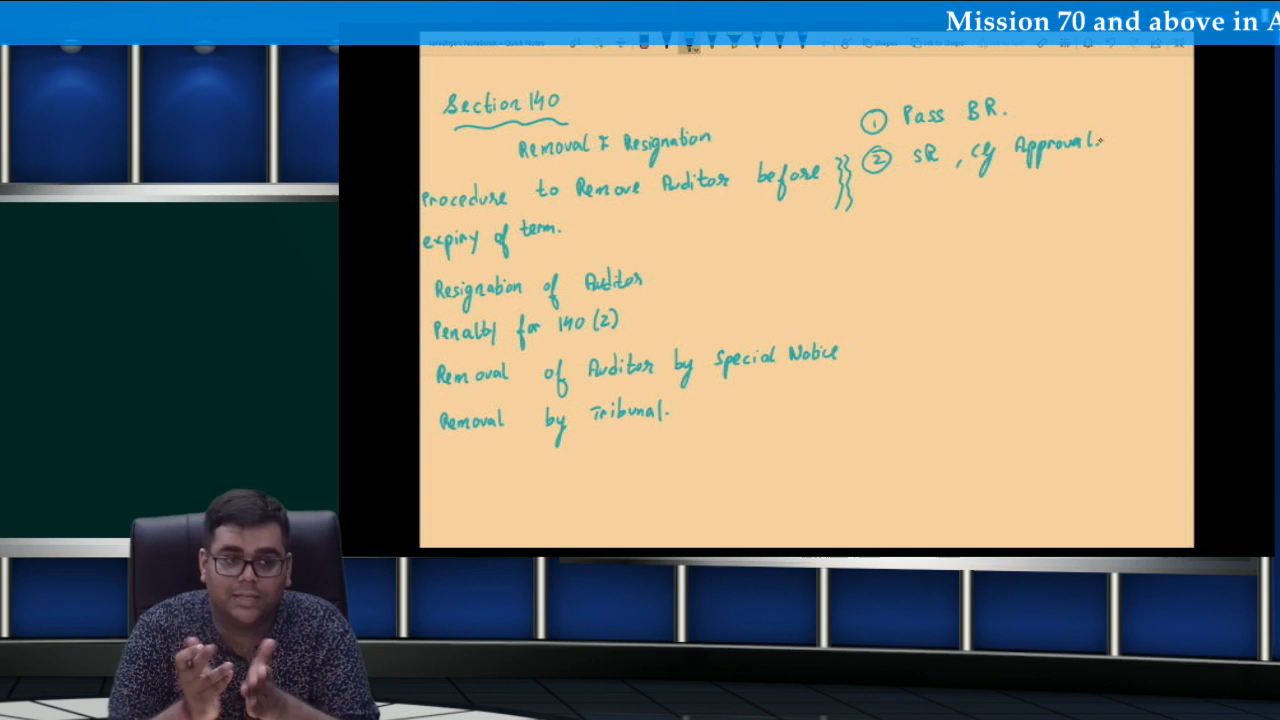 Mission 70 and above in A
Section 140
Removal & Resignation
Procedure to Remove Auditor before
expiry of term.
Resignation of Auditor
Penalty for 140 (2)
Removal of Auditor by Special Notice
Removal by Tribunal.
① Pass BR.
② SR, CG Approval.